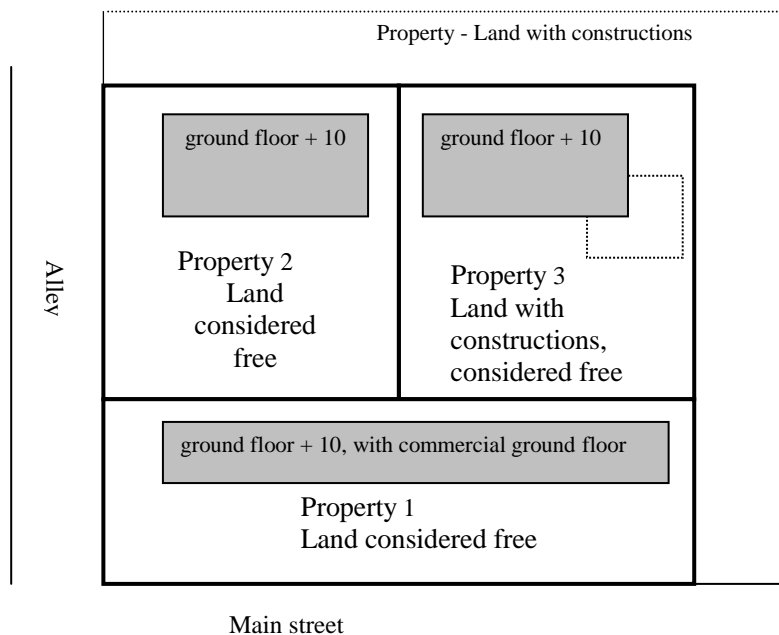 Property - Land with constructions
ground floor + 10
ground floor + 10
Alley
Property 2
Land
considered
free
Property 3
Land with
constructions,
considered free
ground floor + 10, with commercial ground floor
Property 1
Land considered free
Main street